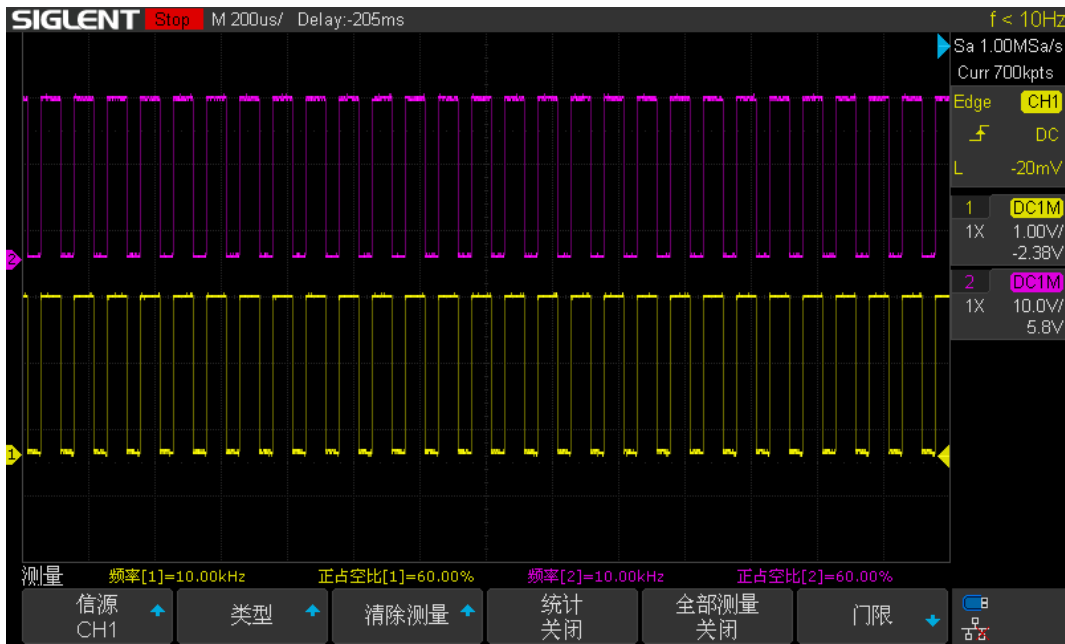 SIGLENT Stop M 200us/ Delay:-205ms f < 10Hz
Sa 1.00MSa/s
Curr 700kpts
Edge CH1
DC
L -20mV
1 DC1M
1X 1.00V/
-2.38V
2 DC1M
1X 10.0V/
5.8V
2
1
测量 频率[1]=10.00kHz 正占空比[1]=60.00% 频率[2]=10.00kHz 正占空比[2]=60.00%
信源 CH1
类型
清除测量
统计 关闭
全部测量 关闭
门限